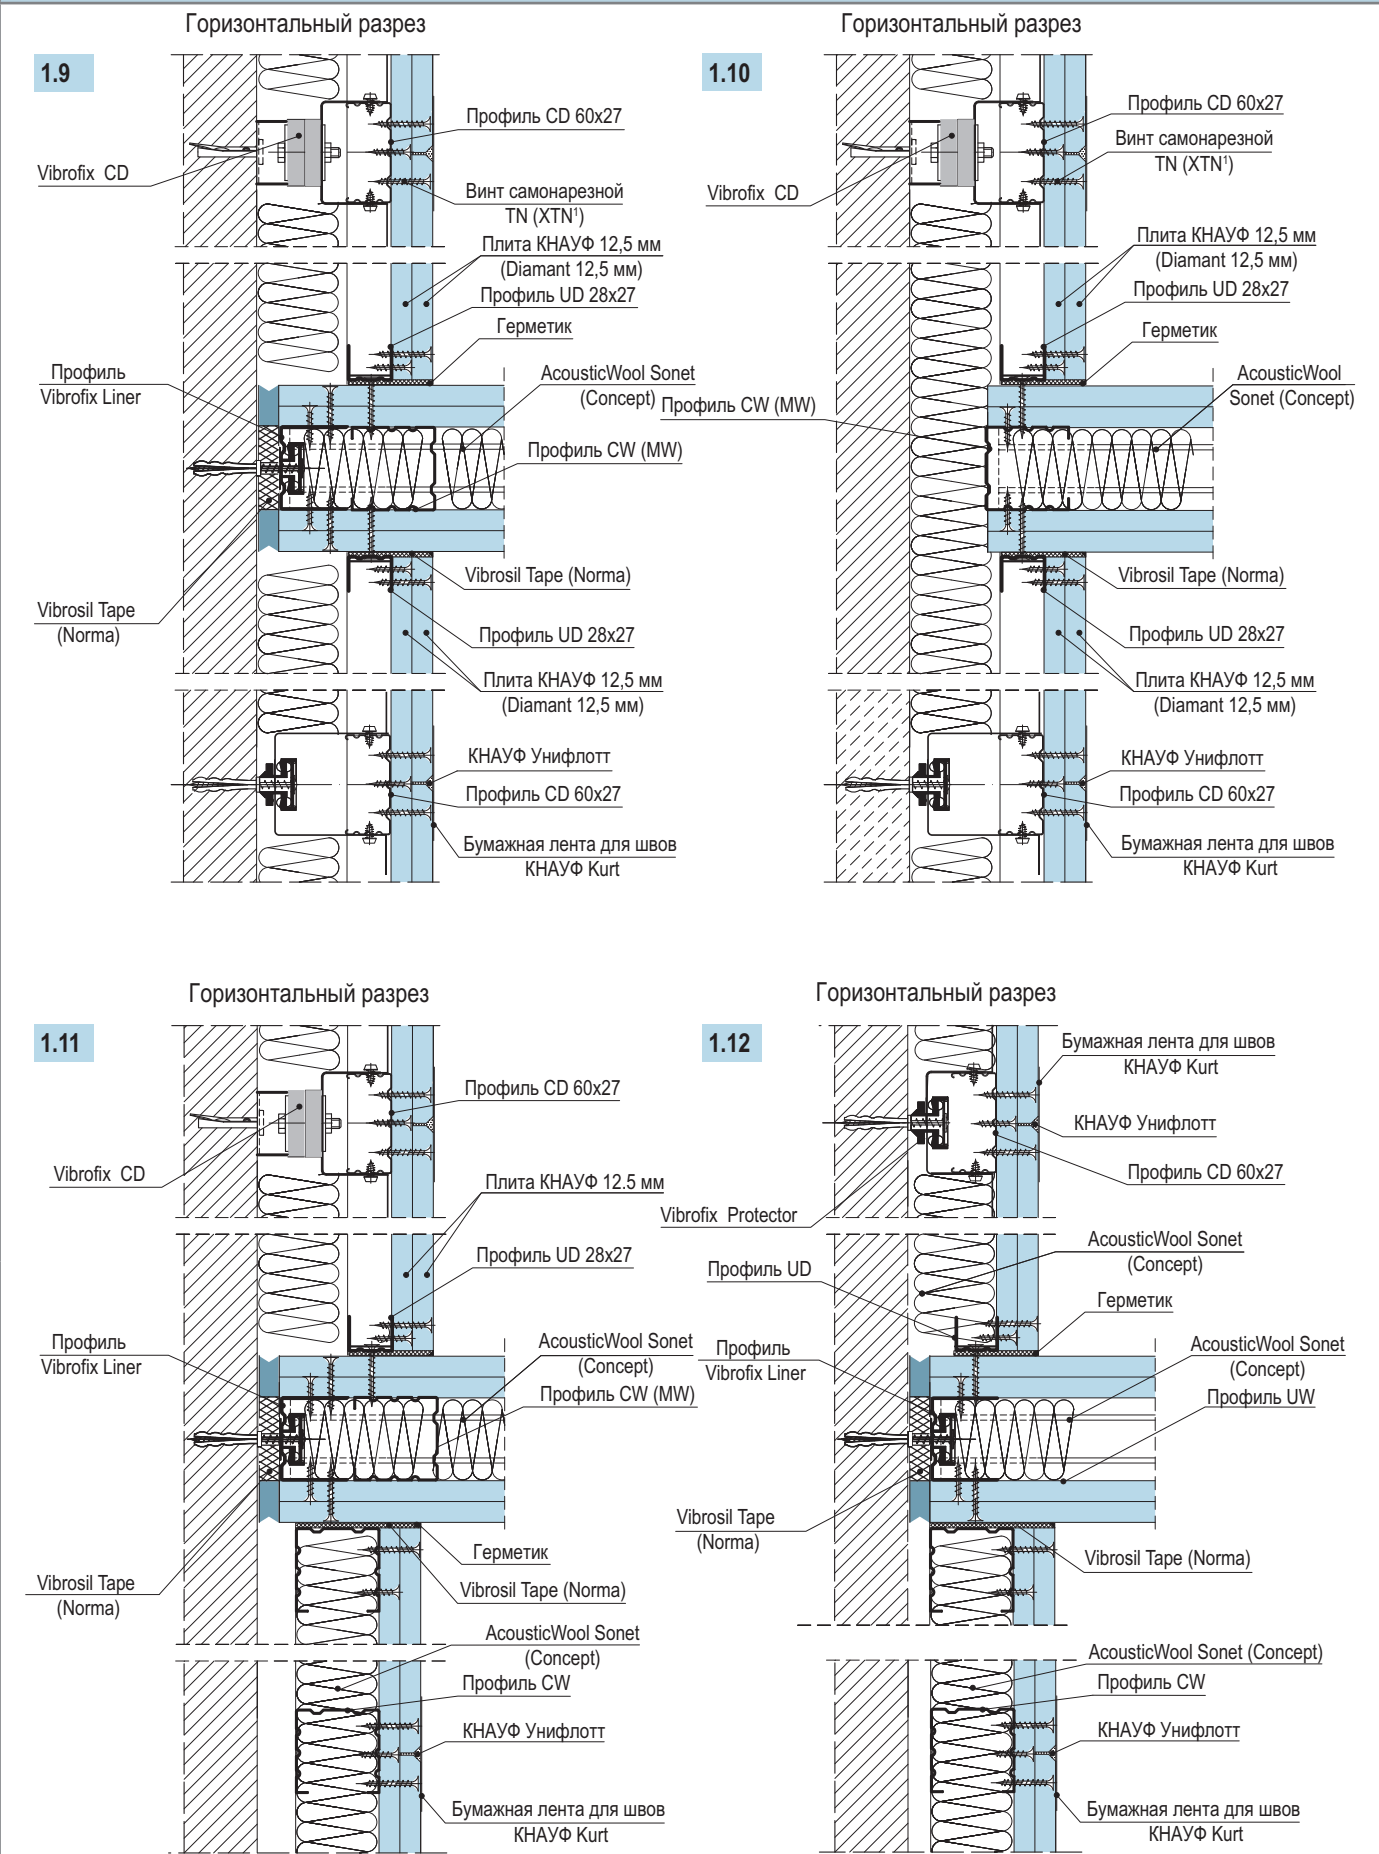 Горизонтальный разрез
1.9
Профиль CD 60x27
Vibrofix CD
Винт самонарезной
TN (XTN¹)
Плита КНАУФ 12,5 мм
(Diamant 12,5 мм)
Профиль UD 28x27
Герметик
Профиль
Vibrofix Liner
AcousticWool Sonet
(Concept)
Профиль CW (MW)
Vibrosil Tape (Norma)
Vibrosil Tape
(Norma)
Профиль UD 28x27
Плита КНАУФ 12,5 мм
(Diamant 12,5 мм)
КНАУФ Унифлотт
Профиль CD 60x27
Бумажная лента для швов
КНАУФ Kurt
Горизонтальный разрез
1.10
Профиль CD 60x27
Винт самонарезной
TN (XTN¹)
Vibrofix CD
Плита КНАУФ 12,5 мм
(Diamant 12,5 мм)
Профиль UD 28x27
Герметик
AcousticWool
Sonet (Concept)
Профиль CW (MW)
Vibrosil Tape (Norma)
Профиль UD 28x27
Плита КНАУФ 12,5 мм
(Diamant 12,5 мм)
КНАУФ Унифлотт
Профиль CD 60x27
Бумажная лента для швов
КНАУФ Kurt
Горизонтальный разрез
1.11
Профиль CD 60x27
Vibrofix CD
Плита КНАУФ 12.5 мм
Профиль UD 28x27
Профиль
Vibrofix Liner
AcousticWool Sonet
(Concept)
Профиль CW (MW)
Герметик
Vibrosil Tape
(Norma)
Vibrosil Tape (Norma)
AcousticWool Sonet
(Concept)
Профиль CW
КНАУФ Унифлотт
Бумажная лента для швов
КНАУФ Kurt
Горизонтальный разрез
1.12
Бумажная лента для швов
КНАУФ Kurt
КНАУФ Унифлотт
Профиль CD 60x27
Vibrofix Protector
AcousticWool Sonet
(Concept)
Профиль UD
Герметик
Профиль
Vibrofix Liner
AcousticWool Sonet
(Concept)
Профиль UW
Vibrosil Tape
(Norma)
Vibrosil Tape (Norma)
AcousticWool Sonet (Concept)
Профиль CW
КНАУФ Унифлотт
Бумажная лента для швов
КНАУФ Kurt